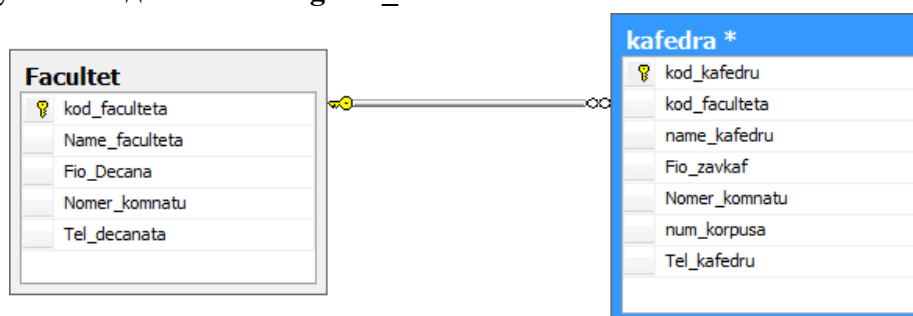 Facultet
kod_faculteta
Name_faculteta
Fio_Decana
Nomer_komnatu
Tel_decanata
kafedra *
kod_kafedru
kod_faculteta
name_kafedru
Fio_zavkaf
Nomer_komnatu
num_korpusa
Tel_kafedru